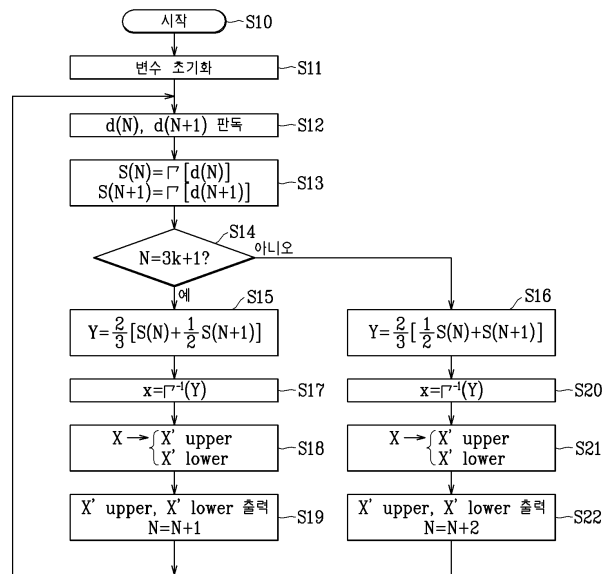 시작
S10
변수 초기화
S11
d(N), d(N+1) 판독
S12
S(N)=Γ[d(N)]
S(N+1)=Γ[d(N+1)]
S13
N=3k+1?
S14
아니오
예
S15
Y=2/3[S(N)+1/2S(N+1)]
S16
Y=2/3[1/2S(N)+S(N+1)]
x=Γ⁻¹(Y)
S17
x=Γ⁻¹(Y)
S20
X→{X' upper
X' lower
S18
X→{X' upper
X' lower
S21
X' upper, X' lower 출력
N=N+1
S19
X' upper, X' lower 출력
N=N+2
S22